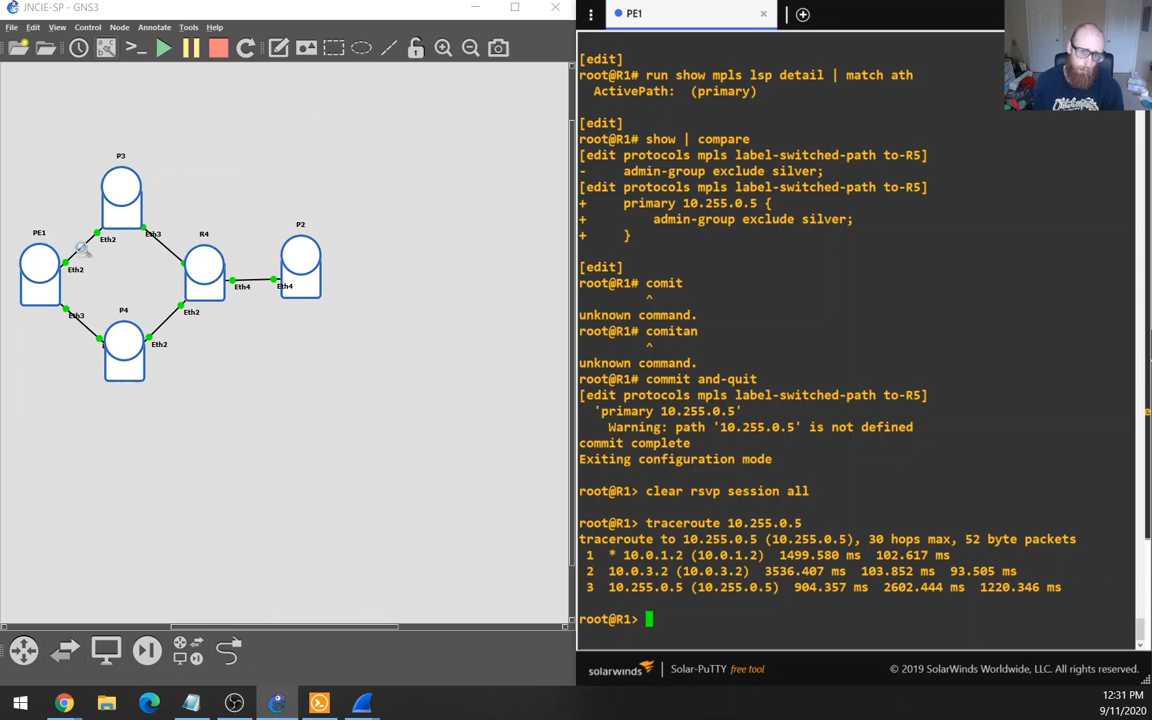 JNCIE-SP - GNS3
File Edit View Control Node Annotate Tools Help
P3
Eth2
Eth3
PE1
Eth2
R4
P2
Eth4
Eth4
Eth3
P4
Eth2
Eth2
PE1
[edit]
root@R1# run show mpls lsp detail | match ath
ActivePath: (primary)
[edit]
root@R1# show | compare
[edit protocols mpls label-switched-path to-R5]
- admin-group exclude silver;
[edit protocols mpls label-switched-path to-R5]
+ primary 10.255.0.5 {
+ admin-group exclude silver;
+ }
[edit]
root@R1# comit
^
unknown command.
root@R1# comitan
^
unknown command.
root@R1# commit and-quit
[edit protocols mpls label-switched-path to-R5]
'primary 10.255.0.5'
Warning: path '10.255.0.5' is not defined
commit complete
Exiting configuration mode
root@R1> clear rsvp session all
root@R1> traceroute 10.255.0.5
traceroute to 10.255.0.5 (10.255.0.5), 30 hops max, 52 byte packets
1 * 10.0.1.2 (10.0.1.2) 1499.580 ms 102.617 ms
2 10.0.3.2 (10.0.3.2) 3536.407 ms 103.852 ms 93.505 ms
3 10.255.0.5 (10.255.0.5) 904.357 ms 2602.444 ms 1220.346 ms
root@R1>
solarwinds Solar-PuTTY free tool © 2019 SolarWinds Worldwide, LLC. All rights reserved.
12:31 PM
9/11/2020